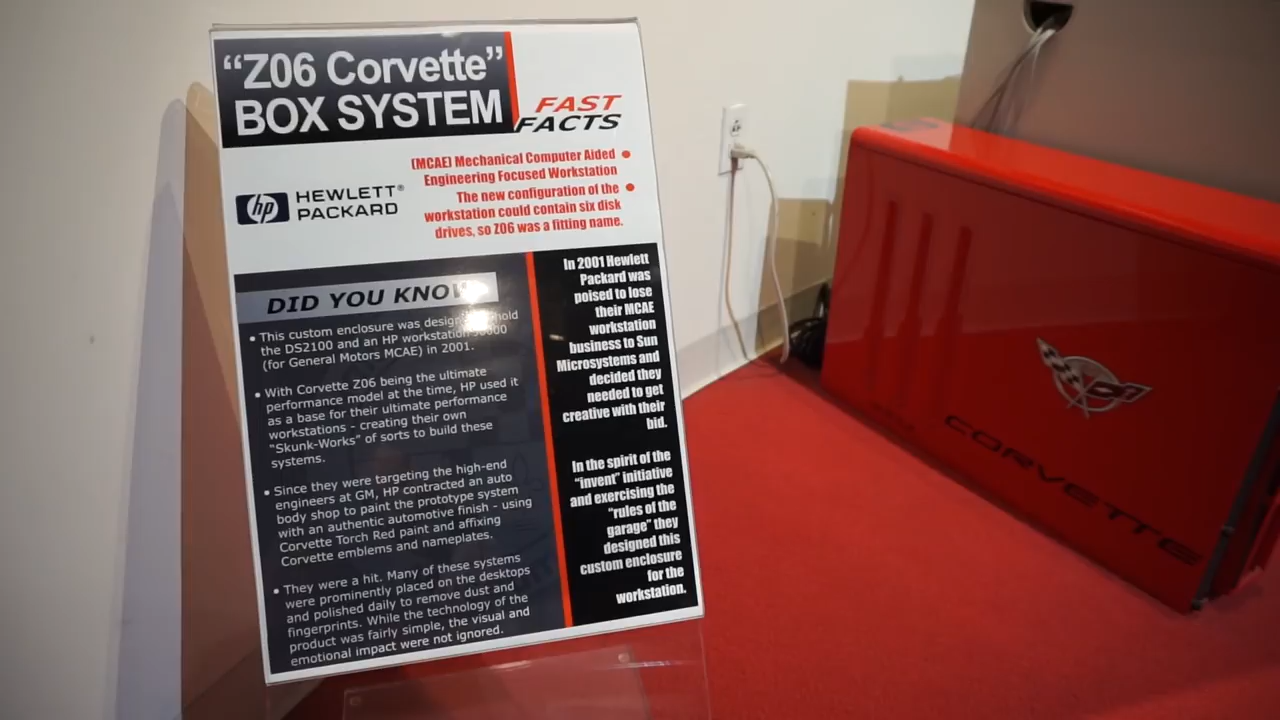 “Z06 Corvette”
BOX SYSTEM
FAST
FACTS
hp HEWLETT®
PACKARD
(MCAE) Mechanical Computer Aided •
Engineering Focused Workstation
The new configuration of the •
workstation could contain six disk
drives, so Z06 was a fitting name.
DID YOU KNOW
• This custom enclosure was design hold
the DS2100 and an HP workstation
(for General Motors MCAE) in 2001.
• With Corvette Z06 being the ultimate
performance model at the time, HP used it
as a base for their ultimate performance
workstations - creating their own
“Skunk-Works” of sorts to build these
systems.
• Since they were targeting the high-end
engineers at GM, HP contracted an auto
body shop to paint the prototype system
with an authentic automotive finish - using
Corvette Torch Red paint and affixing
Corvette emblems and nameplates.
• They were a hit. Many of these systems
were prominently placed on the desktops
and polished daily to remove dust and
fingerprints. While the technology of the
product was fairly simple, the visual and
emotional impact were not ignored.
In 2001 Hewlett
Packard was
poised to lose
their MCAE
workstation
business to Sun
Microsystems and
decided they
needed to get
creative with their
bid.
In the spirit of the
“invent” initiative
and exercising the
“rules of the
garage” they
designed this
custom enclosure
for the
workstation.
CORVETTE